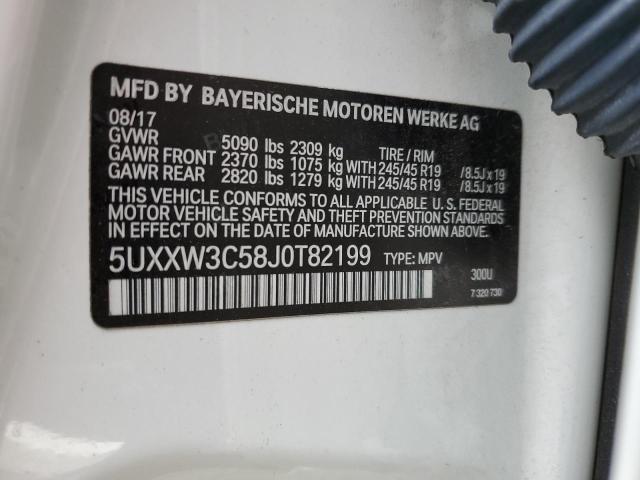 MFD BY BAYERISCHE MOTOREN WERKE AG
08/17
GVWR 5090 lbs 2309 kg TIRE / RIM
GAWR FRONT 2370 lbs 1075 kg WITH 245/45 R19 /8.5J x 19
GAWR REAR 2820 lbs 1279 kg WITH 245/45 R19 /8.5J x 19
THIS VEHICLE CONFORMS TO ALL APPLICABLE U. S. FEDERAL
MOTOR VEHICLE SAFETY AND THEFT PREVENTION STANDARDS
IN EFFECT ON THE DATE OF MANUFACTURE SHOWN ABOVE.
5UXXW3C58J0T82199 TYPE: MPV
300U
7 320 730